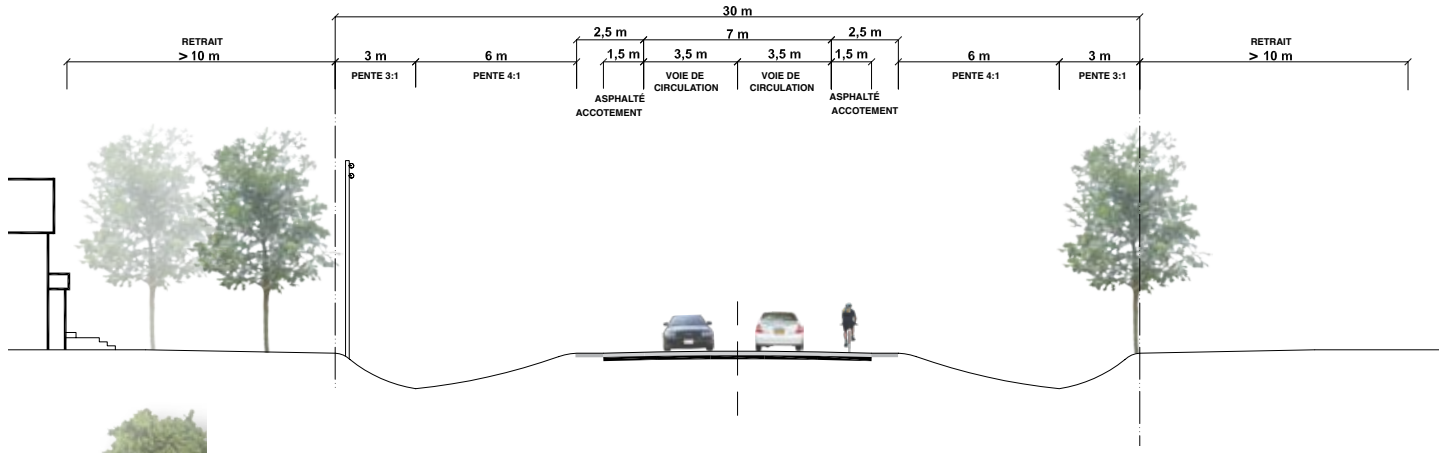 30 m
2,5 m 7 m 2,5 m
RETRAIT RETRAIT
> 10 m 3 m 6 m 1,5 m 3,5 m 3,5 m 1,5 m 6 m 3 m > 10 m
PENTE 3:1 PENTE 4:1 VOIE DE VOIE DE PENTE 4:1 PENTE 3:1
CIRCULATION CIRCULATION
ASPHALTÉ ASPHALTÉ
ACCOTEMENT ACCOTEMENT